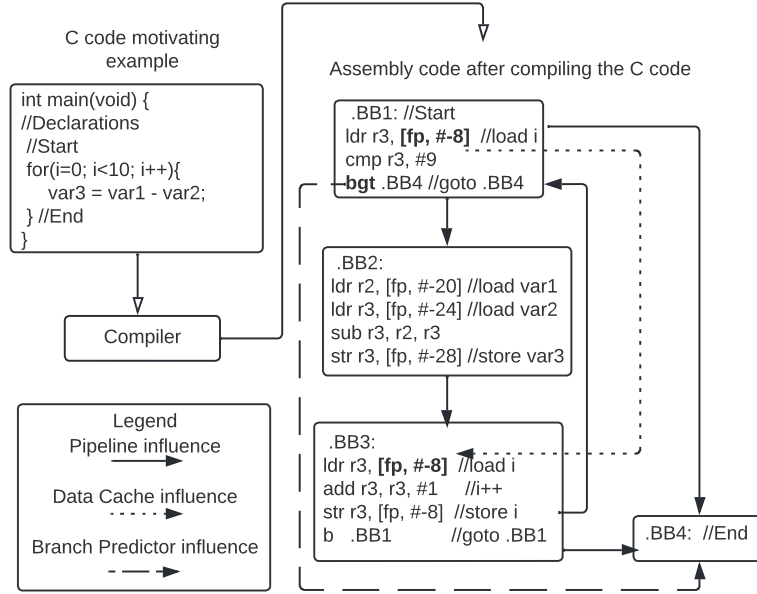 C code motivating
example
int main(void) {
//Declarations
//Start
for(i=0; i<10; i++){
var3 = var1 - var2;
} //End
}
Compiler
Legend
Pipeline influence
Data Cache influence
Branch Predictor influence
Assembly code after compiling the C code
.BB1: //Start
ldr r3, [fp, #-8] //load i
cmp r3, #9
bgt .BB4 //goto .BB4
.BB2:
ldr r2, [fp, #-20] //load var1
ldr r3, [fp, #-24] //load var2
sub r3, r2, r3
str r3, [fp, #-28] //store var3
.BB3:
ldr r3, [fp, #-8] //load i
add r3, r3, #1 //i++
str r3, [fp, #-8] //store i
b .BB1 //goto .BB1
.BB4: //End